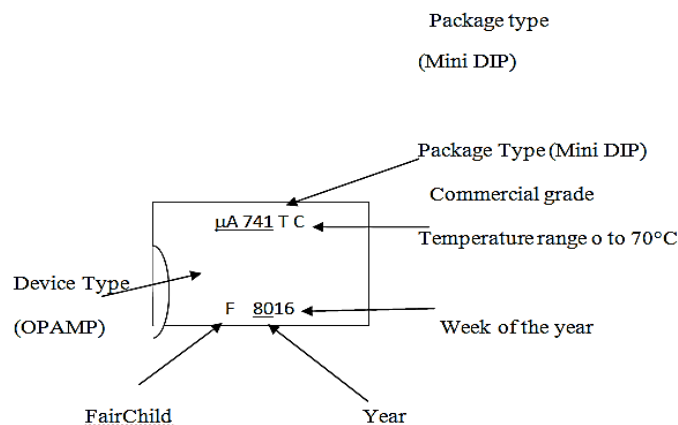 Package type
(Mini DIP)
Package Type (Mini DIP)
Commercial grade
µA 741 T C
Temperature range o to 70°C
Device Type
(OPAMP)
F 8016
Week of the year
FairChild
Year